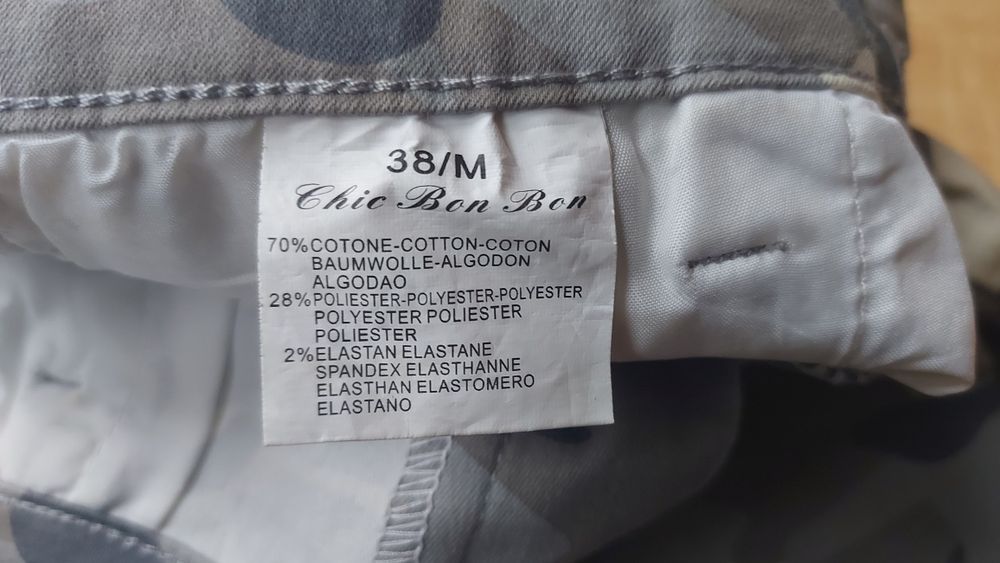 38/M
Chic Bon Bon
70%COTONE-COTTON-COTON
BAUMWOLLE-ALGODON
ALGODAO
28%POLIESTER-POLYESTER-POLYESTER
POLYESTER POLIESTER
POLIESTER
2%ELASTAN ELASTANE
SPANDEX ELASTHANNE
ELASTHAN ELASTOMERO
ELASTANO